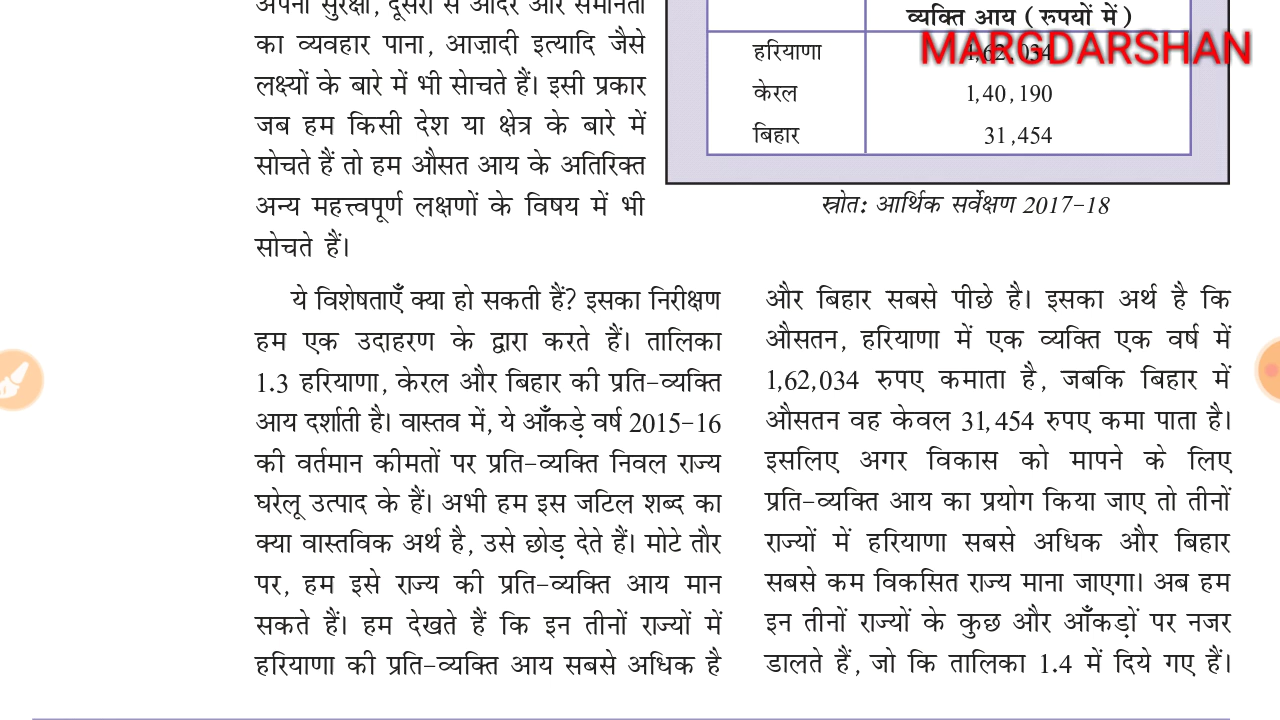 अपनी सुरक्षा, दूसरों से आदर और समानता
का व्यवहार पाना, आज़ादी इत्यादि जैसे
लक्ष्यों के बारे में भी सोचते हैं। इसी प्रकार
जब हम किसी देश या क्षेत्र के बारे में
सोचते हैं तो हम औसत आय के अतिरिक्त
अन्य महत्त्वपूर्ण लक्षणों के विषय में भी
सोचते हैं।
व्यक्ति आय ( रुपयों में )
MARGDARSHAN
हरियाणा 1,62,034
केरल 1,40,190
बिहार 31,454
स्रोत: आर्थिक सर्वेक्षण 2017-18
ये विशेषताएँ क्या हो सकती हैं? इसका निरीक्षण
हम एक उदाहरण के द्वारा करते हैं। तालिका
1.3 हरियाणा, केरल और बिहार की प्रति-व्यक्ति
आय दर्शाती है। वास्तव में, ये आँकड़े वर्ष 2015-16
की वर्तमान कीमतों पर प्रति-व्यक्ति निवल राज्य
घरेलू उत्पाद के हैं। अभी हम इस जटिल शब्द का
क्या वास्तविक अर्थ है, उसे छोड़ देते हैं। मोटे तौर
पर, हम इसे राज्य की प्रति-व्यक्ति आय मान
सकते हैं। हम देखते हैं कि इन तीनों राज्यों में
हरियाणा की प्रति-व्यक्ति आय सबसे अधिक है
और बिहार सबसे पीछे है। इसका अर्थ है कि
औसतन, हरियाणा में एक व्यक्ति एक वर्ष में
1,62,034 रुपए कमाता है, जबकि बिहार में
औसतन वह केवल 31,454 रुपए कमा पाता है।
इसलिए अगर विकास को मापने के लिए
प्रति-व्यक्ति आय का प्रयोग किया जाए तो तीनों
राज्यों में हरियाणा सबसे अधिक और बिहार
सबसे कम विकसित राज्य माना जाएगा। अब हम
इन तीनों राज्यों के कुछ और आँकड़ों पर नजर
डालते हैं, जो कि तालिका 1.4 में दिये गए हैं।